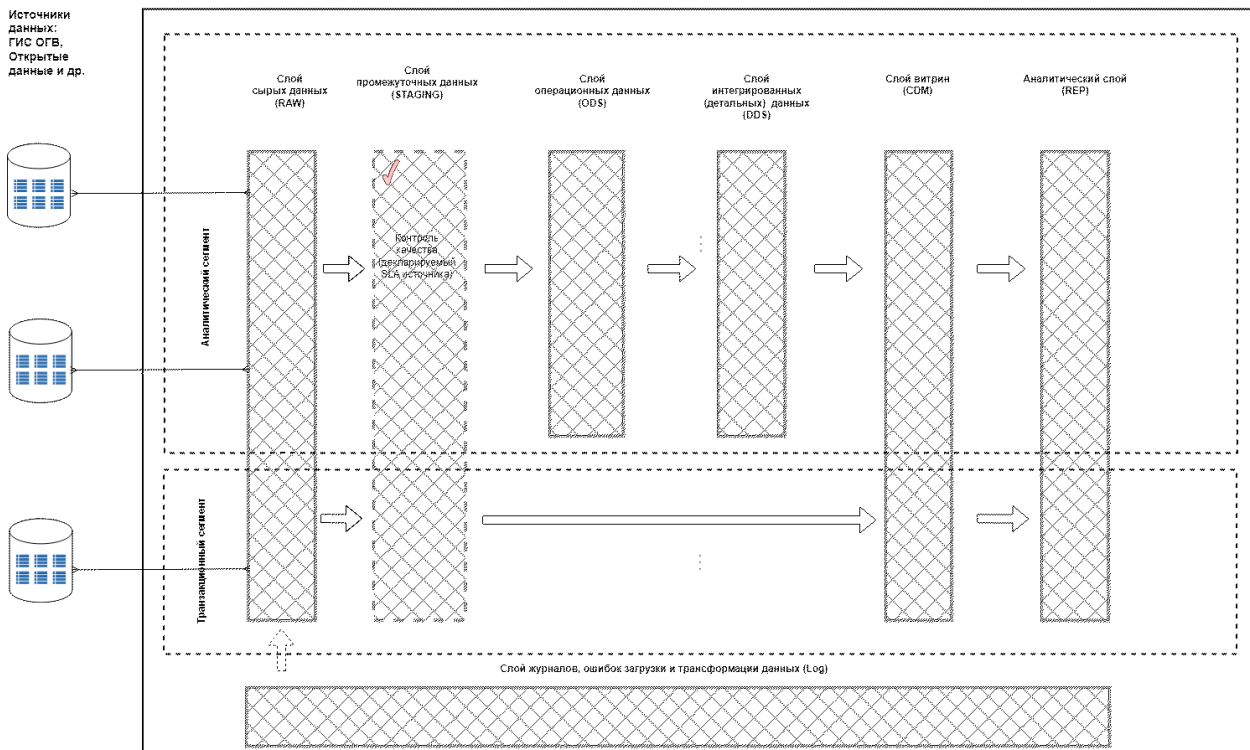 Источники
данных:
ГИС ОГВ,
Открытые
данные и др.
Слой
сырых данных
(RAW)
Слой
промежуточных данных
(STAGING)
Слой
операционных данных
(ODS)
Слой
интегрированных
(детальных) данных
(DDS)
Слой витрин
(CDM)
Аналитический слой
(REP)
Аналитический сегмент
Контроль
качества
(декларируемый
SLA источника)
Транзакционный сегмент
Слой журналов, ошибок загрузки и трансформации данных (Log)